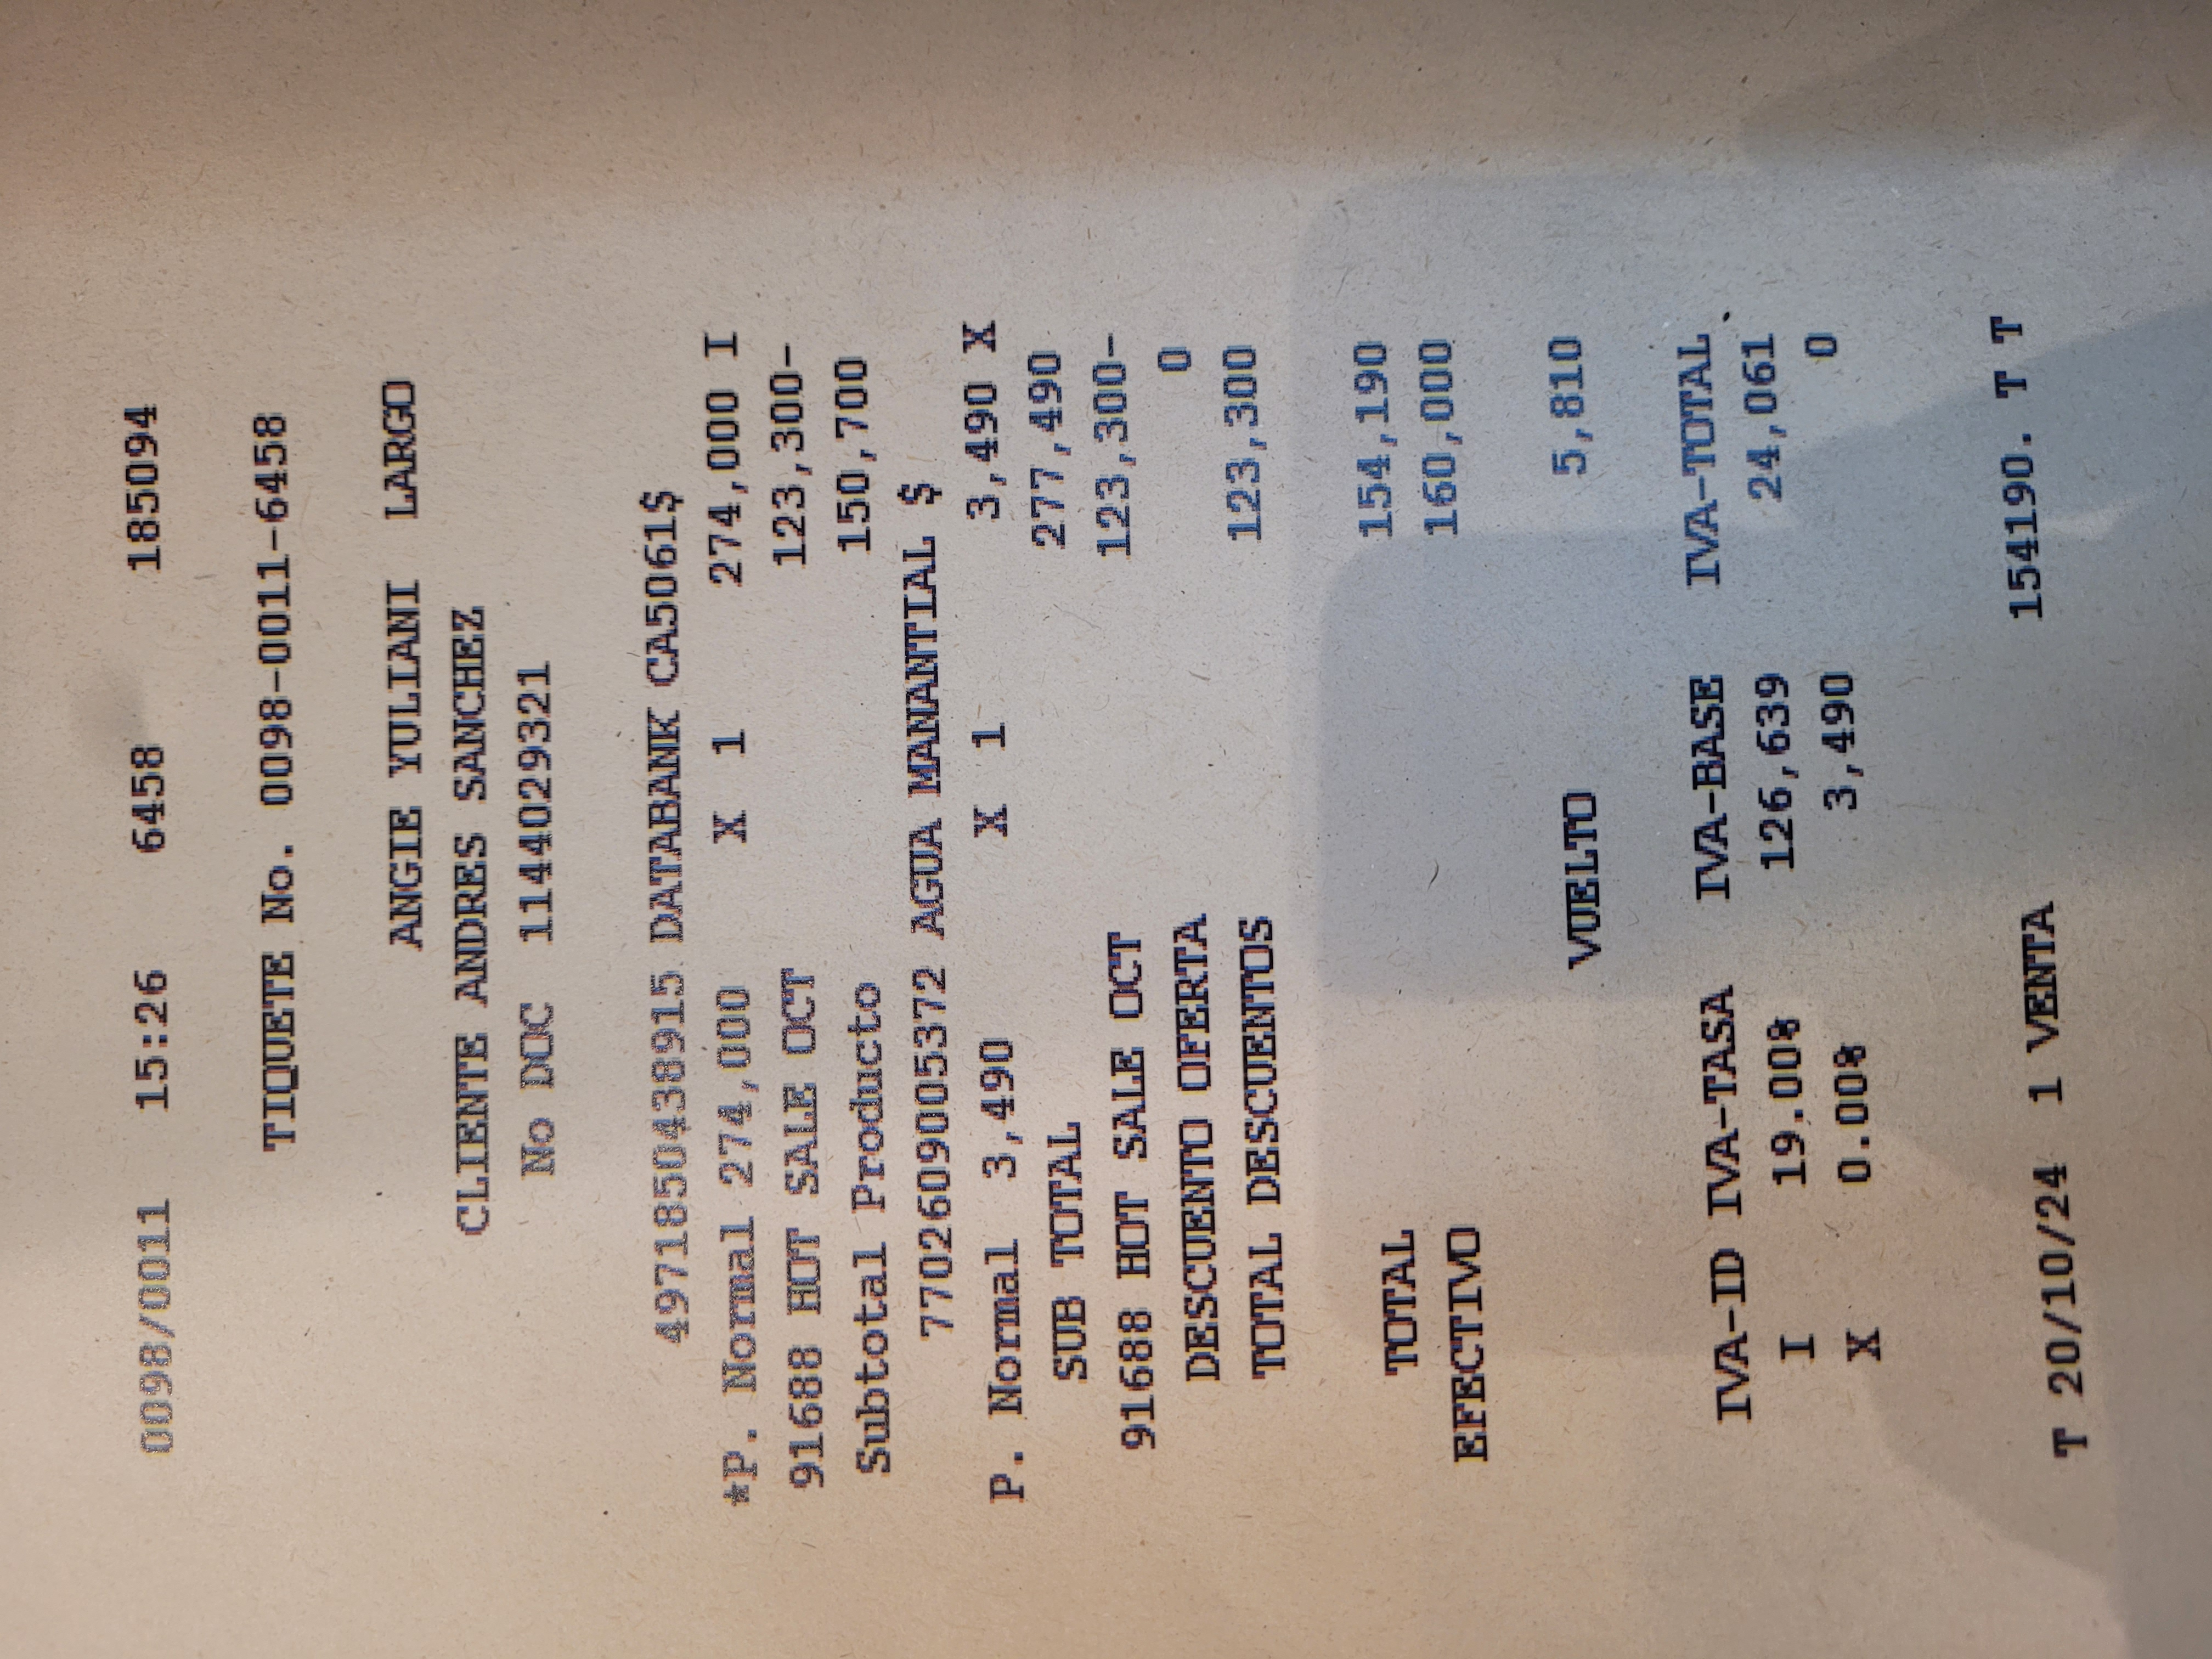 0098/0011 15:26 6458 185094
TIQUETE No. 0098-0011-6458
ANGIE YULIANI LARGO
CLIENTE ANDRES SANCHEZ
No DOC 1144029321
4971850438915 DATABANK CA5061$
*P. Normal 274,000 X 1 274,000 I
91688 HOT SALE OCT 123,300-
Subtotal Producto 150,700
7702609005372 AGUA MANANTIAL $
P. Normal 3,490 X 1 3,490 X
SUB TOTAL 277,490
91688 HOT SALE OCT 123,300-
DESCUENTO OFERTA 0
TOTAL DESCUENTOS 123,300
TOTAL 154,190
EFECTIVO 160,000
VUELTO 5,810
IVA-ID IVA-TASA IVA-BASE IVA-TOTAL
I 19.00% 126,639 24,061
X 0.00% 3,490 0
T 20/10/24 1 VENTA 154190. T T